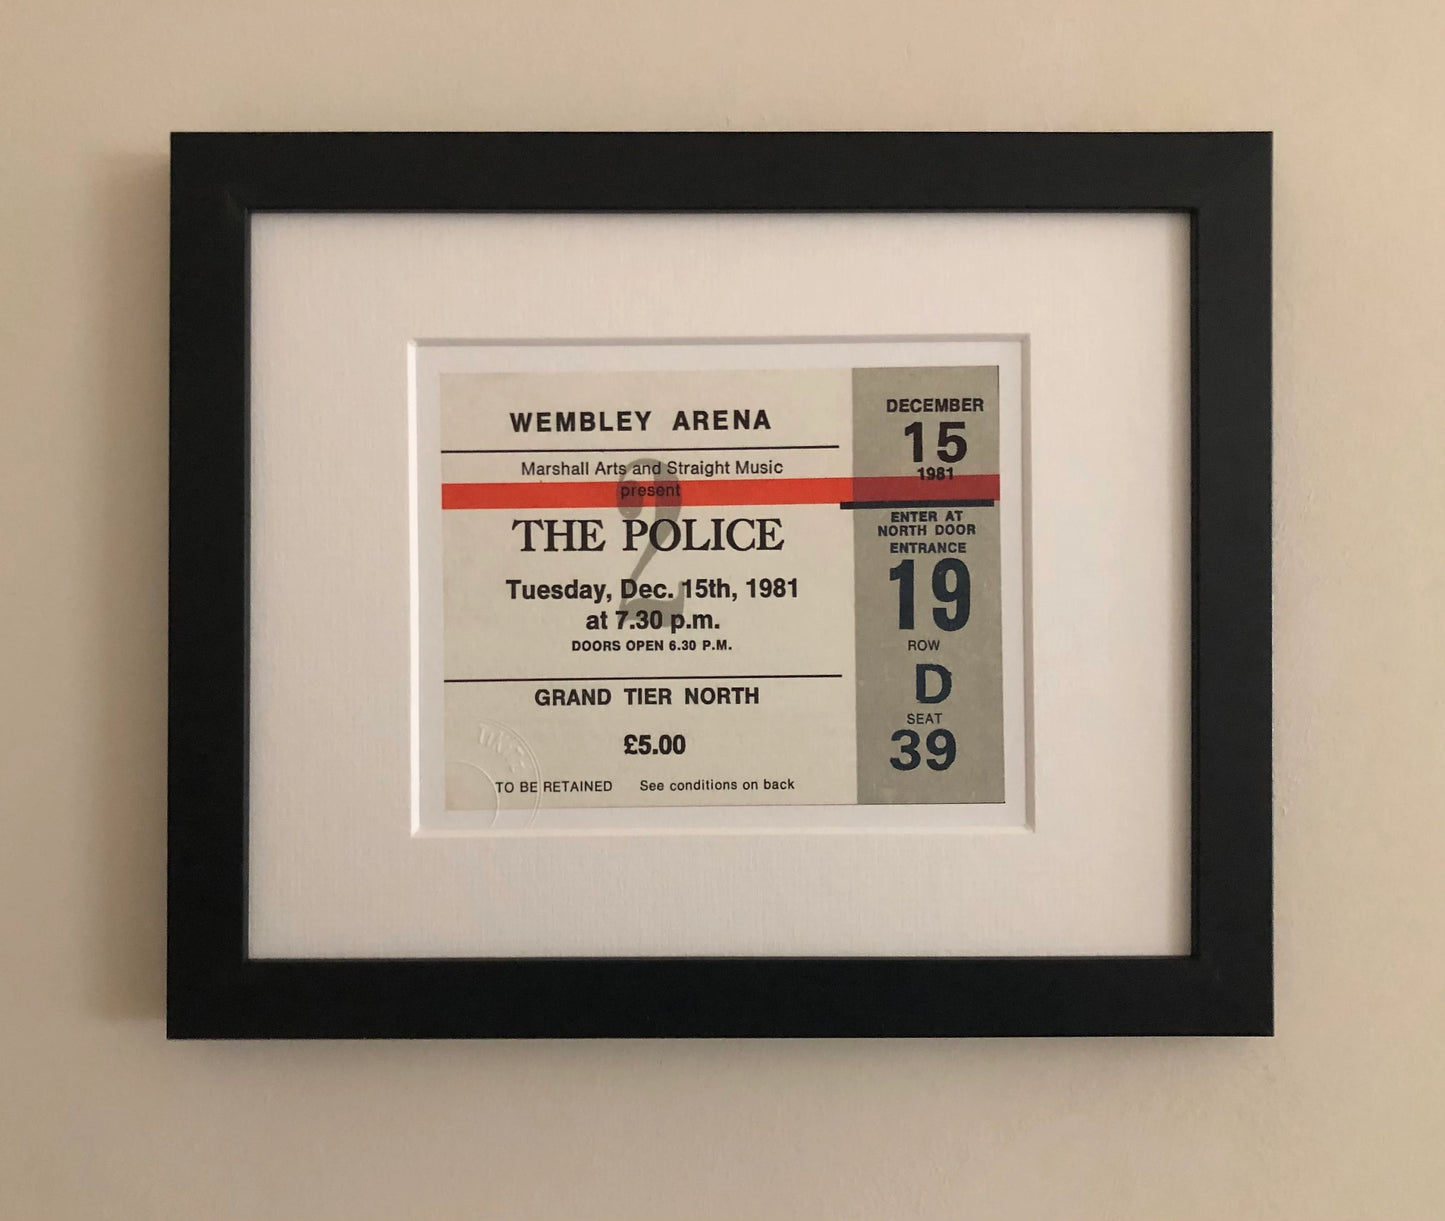 WEMBLEY ARENA
Marshall Arts and Straight Music
present
2
THE POLICE
Tuesday, Dec. 15th, 1981
at 7.30 p.m.
DOORS OPEN 6.30 P.M.
GRAND TIER NORTH
£5.00
TO BE RETAINED See conditions on back
DECEMBER
15
1981
ENTER AT
NORTH DOOR
ENTRANCE
19
ROW
D
SEAT
39